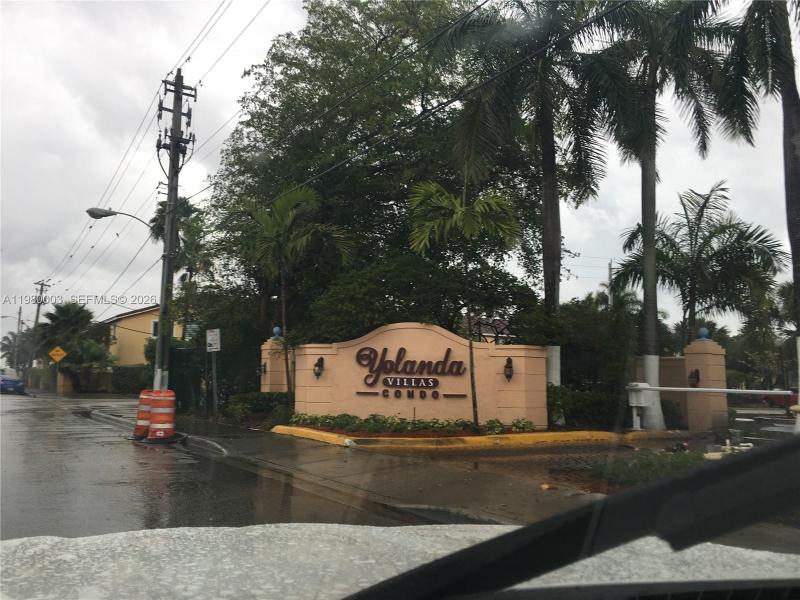 Yolanda
VILLAS
CONDO
A11980003 SEFMLS© 2026